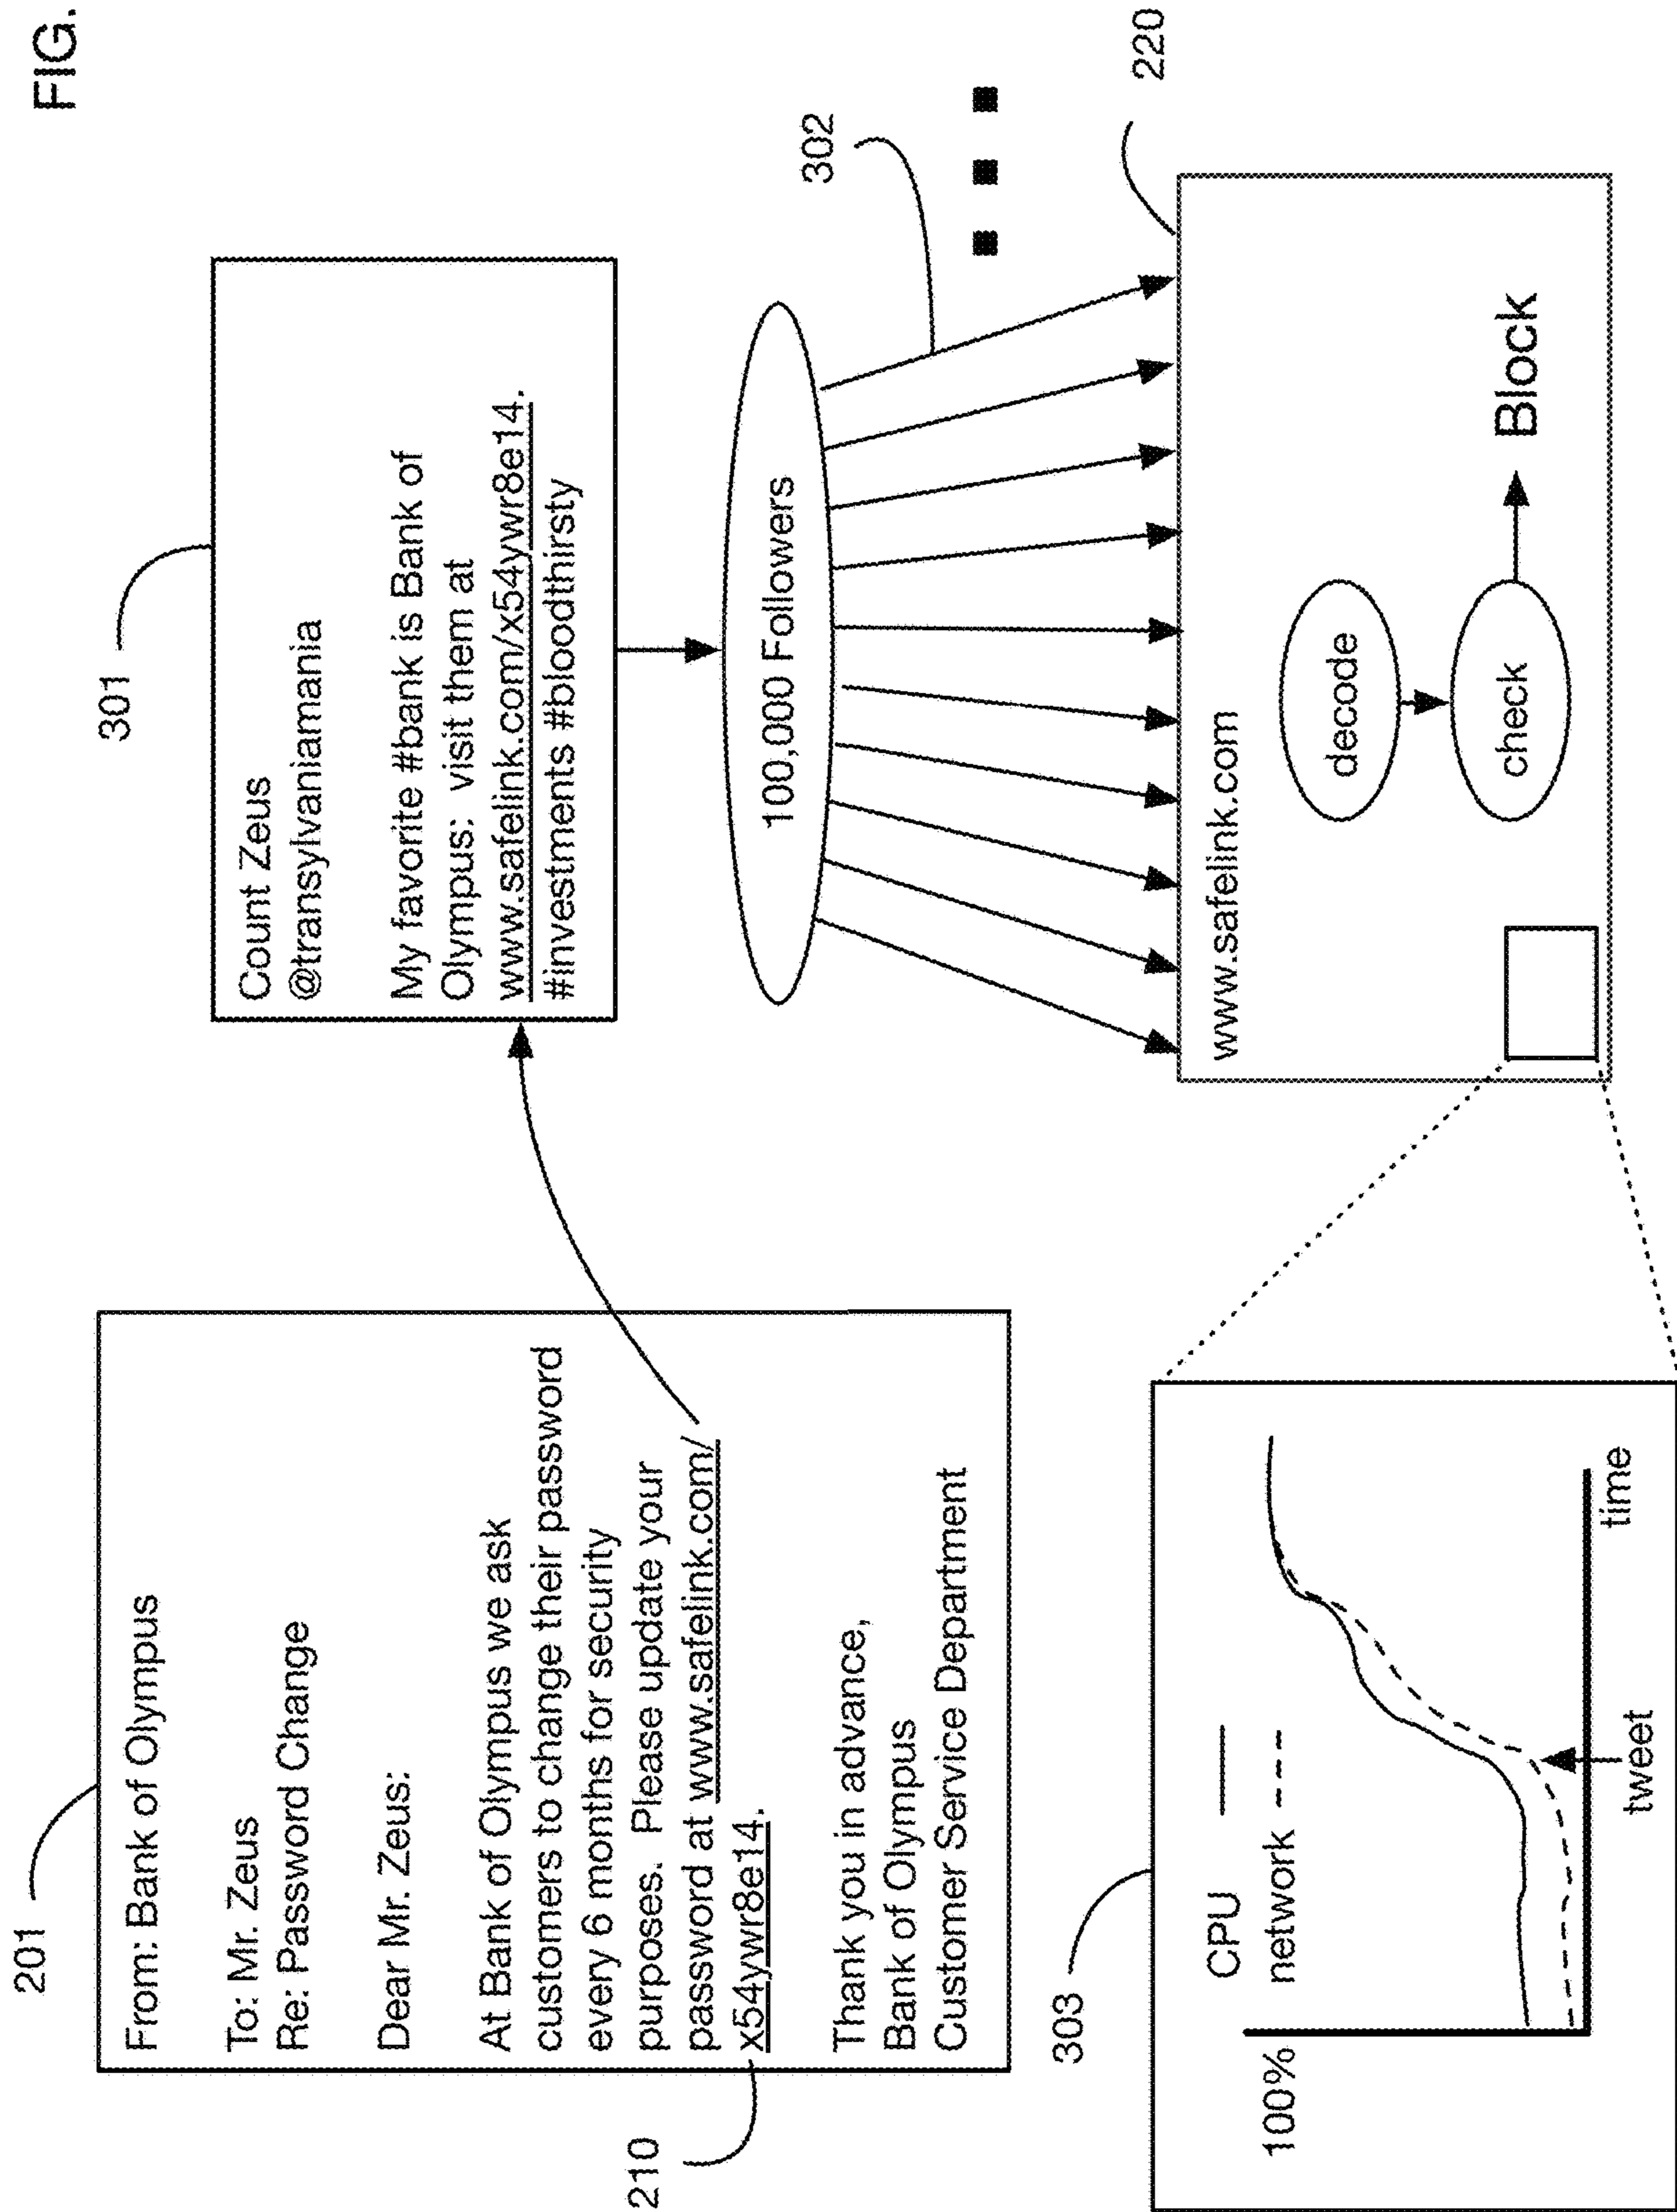 FIG.
201
From: Bank of Olympus
To: Mr. Zeus
Re: Password Change
Dear Mr. Zeus:
At Bank of Olympus we ask
customers to change their password
every 6 months for security
purposes.  Please update your
password at www.safelink.com/
x54ywr8e14.
Thank you in advance,
Bank of Olympus
Customer Service Department
210
301
Count Zeus
@transylvaniamania
My favorite #bank is Bank of
Olympus:  visit them at
www.safelink.com/x54ywr8e14.
#investments #bloodthirsty
100,000 Followers
302
220
www.safelink.com
decode
check
Block
303
CPU
network
100%
tweet
time